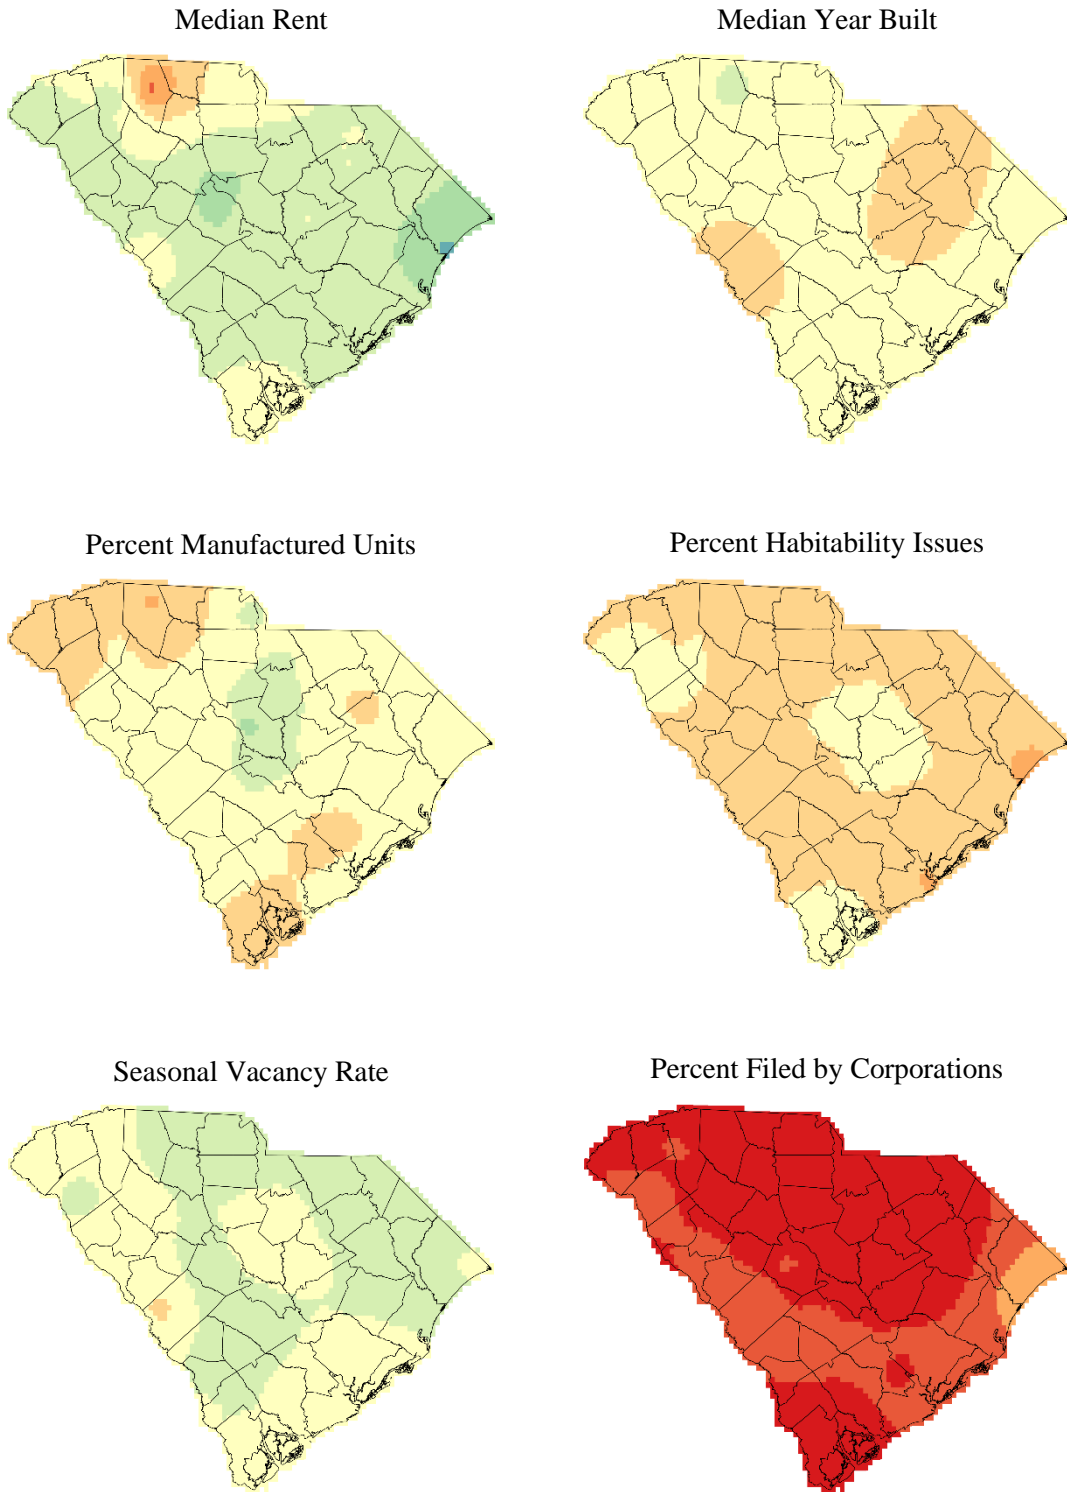 Median Rent
Median Year Built
Percent Manufactured Units
Percent Habitability Issues
Seasonal Vacancy Rate
Percent Filed by Corporations